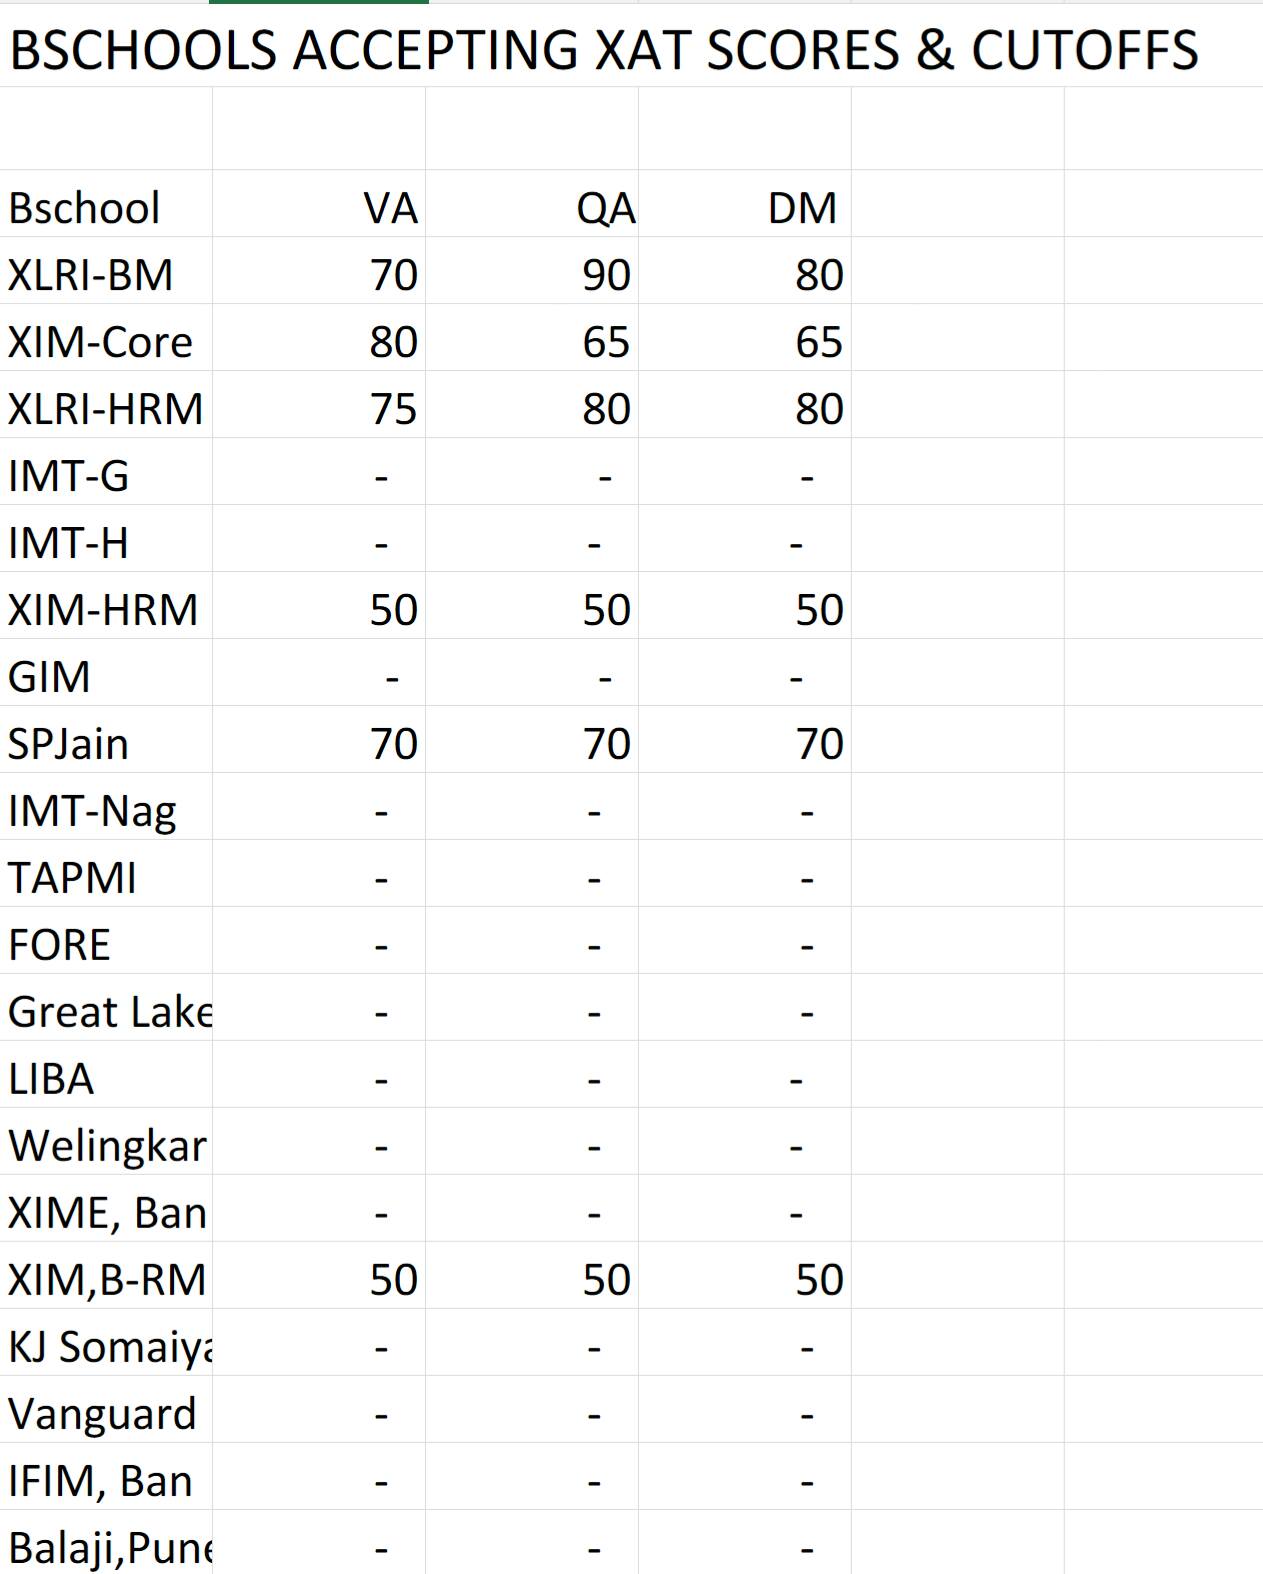 BSCHOOLS ACCEPTING XAT SCORES & CUTOFFS
Bschool VA QA DM
XLRI-BM 70 90 80
XIM-Core 80 65 65
XLRI-HRM 75 80 80
IMT-G - - -
IMT-H - - -
XIM-HRM 50 50 50
GIM - - -
SPJain 70 70 70
IMT-Nag - - -
TAPMI - - -
FORE - - -
Great Lake - - -
LIBA - - -
Welingkar - - -
XIME, Ban - - -
XIM,B-RM 50 50 50
KJ Somaiya - - -
Vanguard - - -
IFIM, Ban - - -
Balaji,Pune - - -